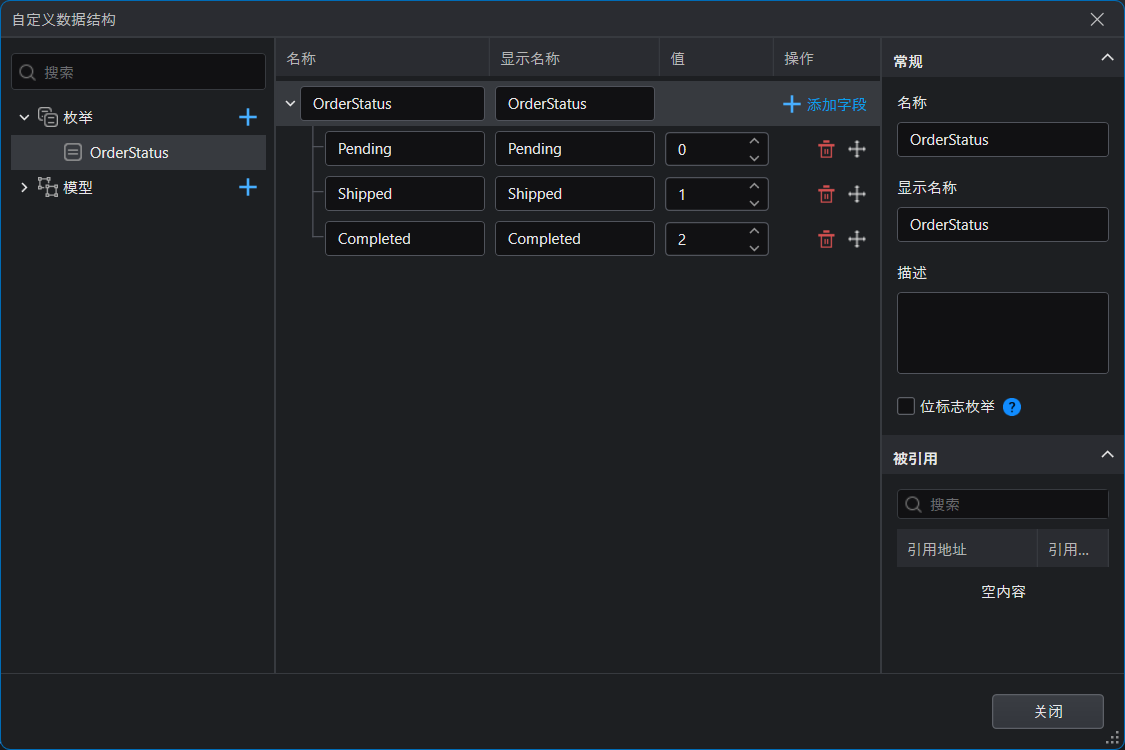 自定义数据结构
搜索
枚举
OrderStatus
模型
名称 显示名称 值 操作
OrderStatus OrderStatus 添加字段
Pending Pending 0
Shipped Shipped 1
Completed Completed 2
常规
名称
OrderStatus
显示名称
OrderStatus
描述
位标志枚举 ?
被引用
搜索
引用地址 引用...
空内容
关闭